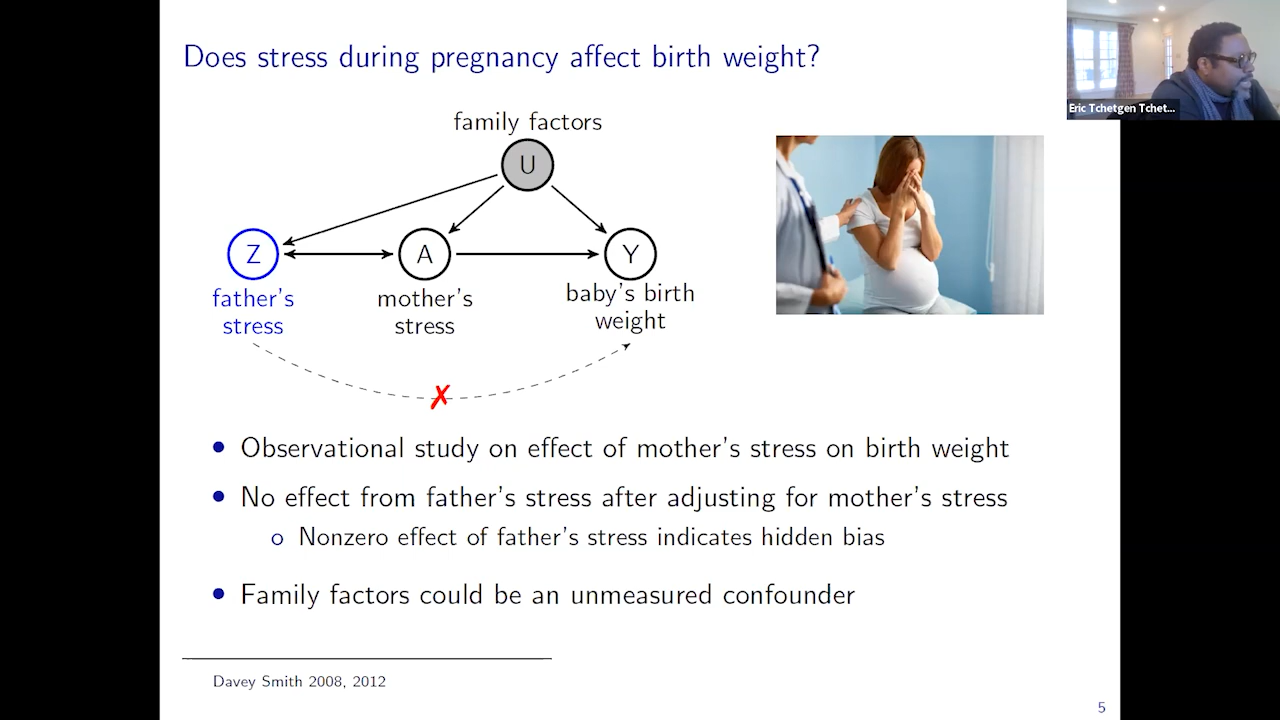 Does stress during pregnancy affect birth weight?
Eric Tchetgen Tchet...
family factors
U
Z
A
Y
father's
stress
mother's
stress
baby's birth
weight
✗
• Observational study on effect of mother's stress on birth weight
• No effect from father's stress after adjusting for mother's stress
o Nonzero effect of father's stress indicates hidden bias
• Family factors could be an unmeasured confounder
Davey Smith 2008, 2012
5